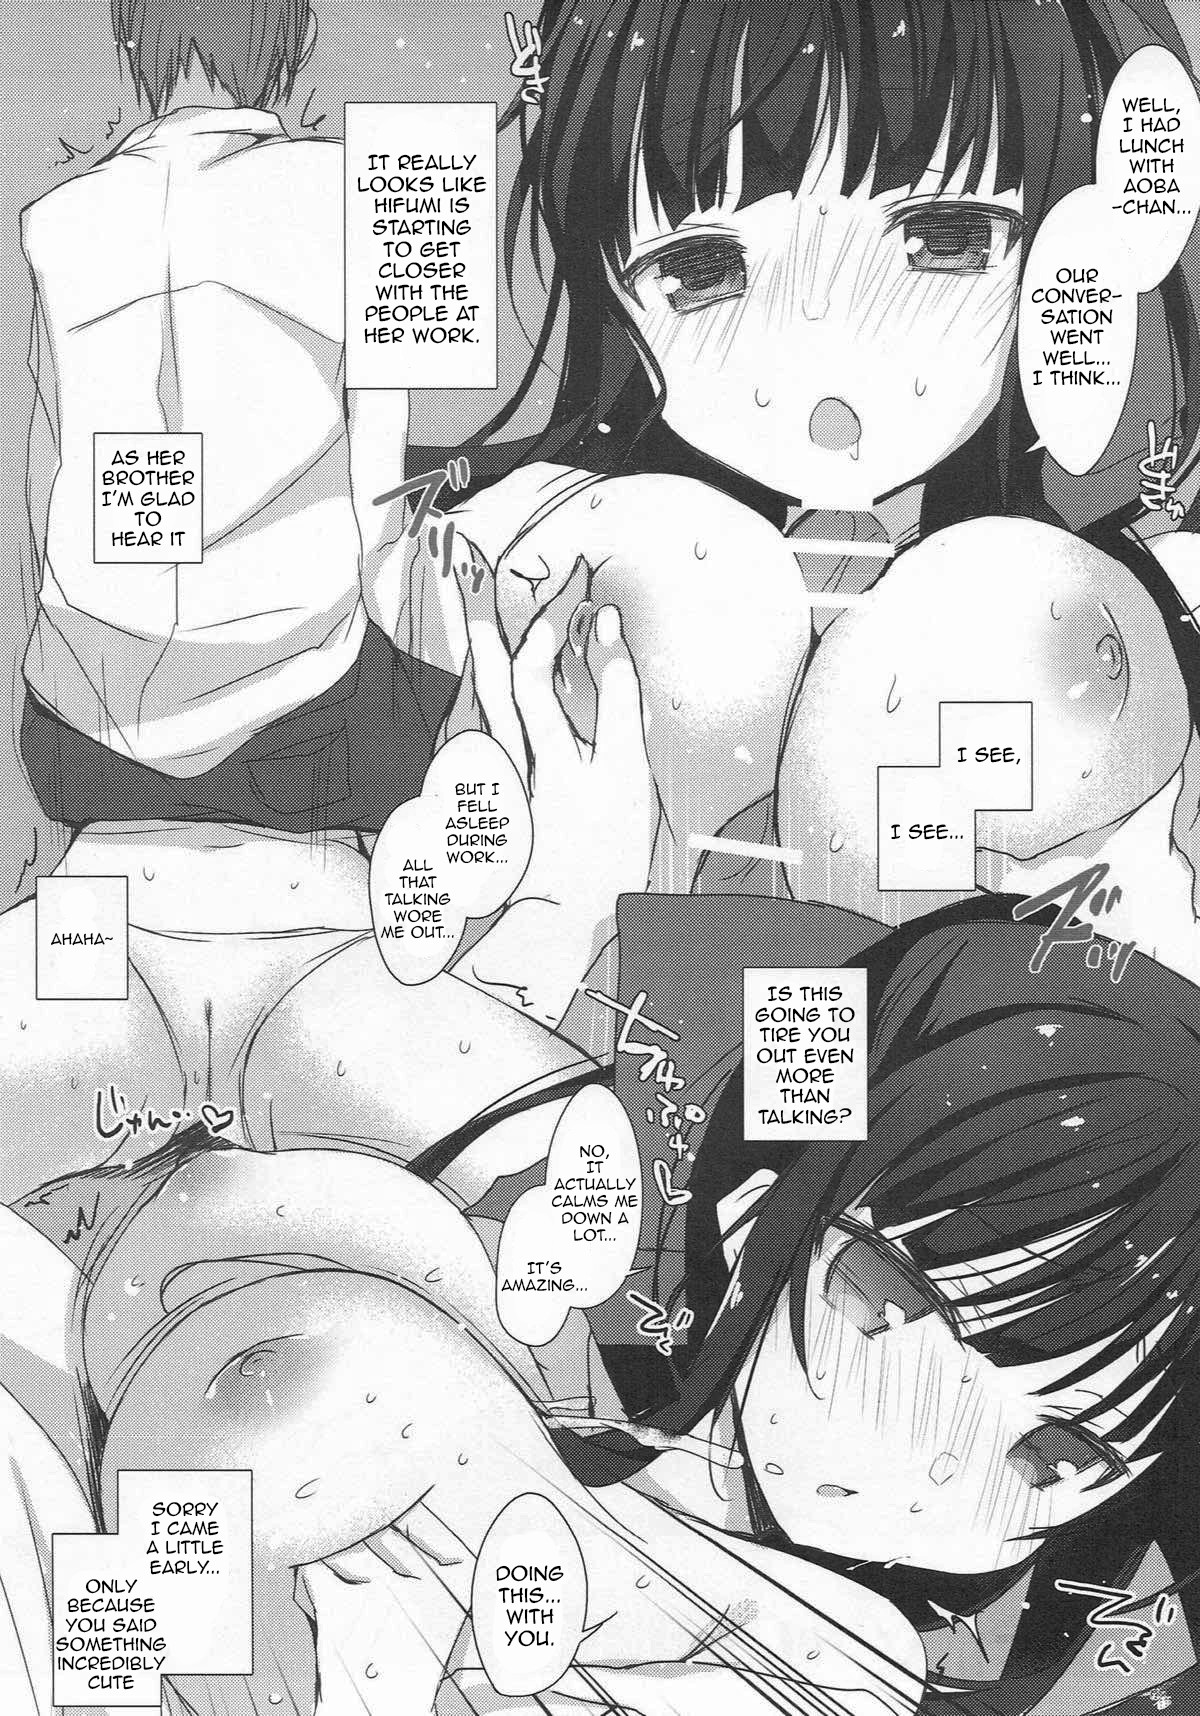 WELL,
I HAD
LUNCH
WITH
AOBA
-CHAN...
OUR
CONVER-
SATION
WENT
WELL...
I THINK...
IT REALLY
LOOKS LIKE
HIFUMI IS
STARTING
TO GET
CLOSER
WITH THE
PEOPLE AT
HER WORK.
AS HER
BROTHER
I'M GLAD
TO
HEAR IT
I SEE,
I SEE...
BUT I
FELL
ASLEEP
DURING
WORK...
ALL
THAT
TALKING
WORE
ME OUT...
AHAHA~
IS THIS
GOING TO
TIRE YOU
OUT EVEN
MORE
THAN
TALKING?
NO,
IT
ACTUALLY
CALMS ME
DOWN A
LOT...
IT'S
AMAZING...
DOING
THIS...
WITH
YOU.
SORRY
I CAME
A LITTLE
EARLY...
ONLY
BECAUSE
YOU SAID
SOMETHING
INCREDIBLY
CUTE